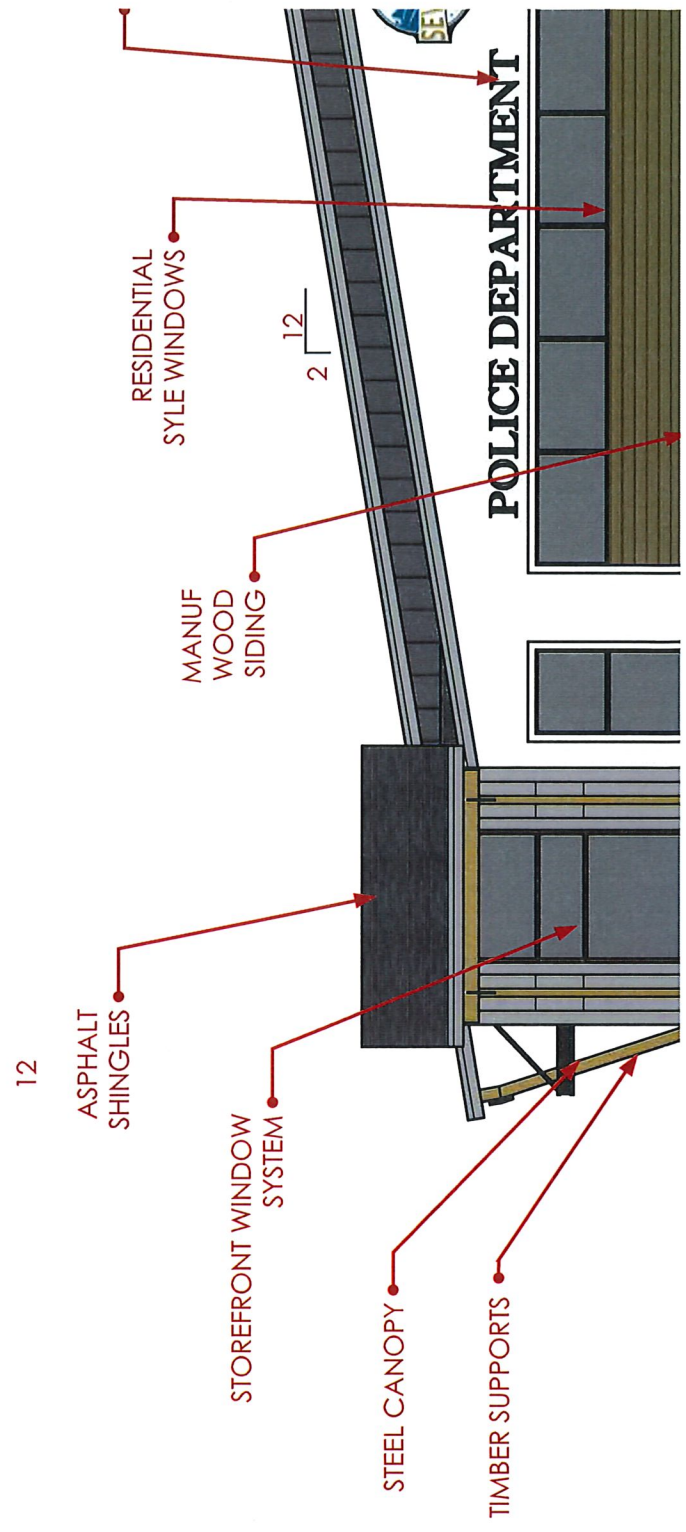 12
ASPHALT
SHINGLES
STOREFRONT WINDOW
SYSTEM
STEEL CANOPY
TIMBER SUPPORTS
MANUF
WOOD
SIDING
RESIDENTIAL
SYLE WINDOWS
12
2
POLICE DEPARTMENT
SEV